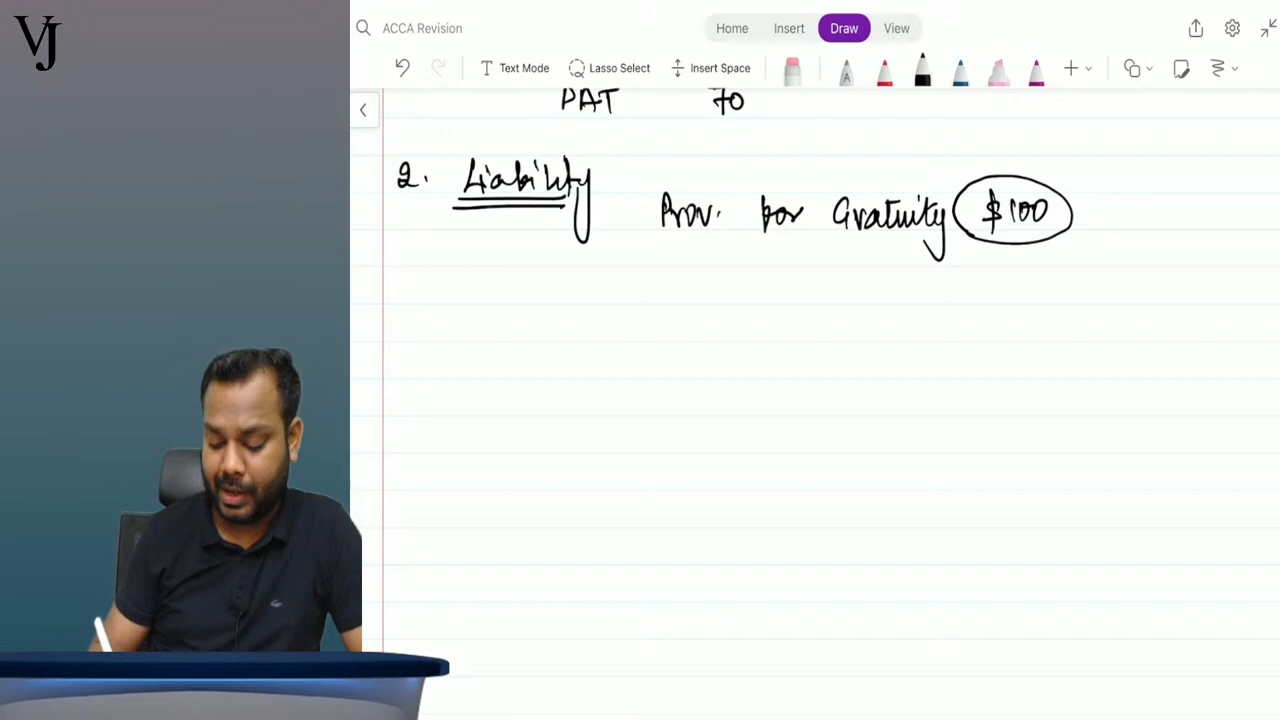 VJ
ACCA Revision
Home Insert Draw View
Text Mode Lasso Select Insert Space
PAT 70
2. Liability Prov. for Gratuity $100